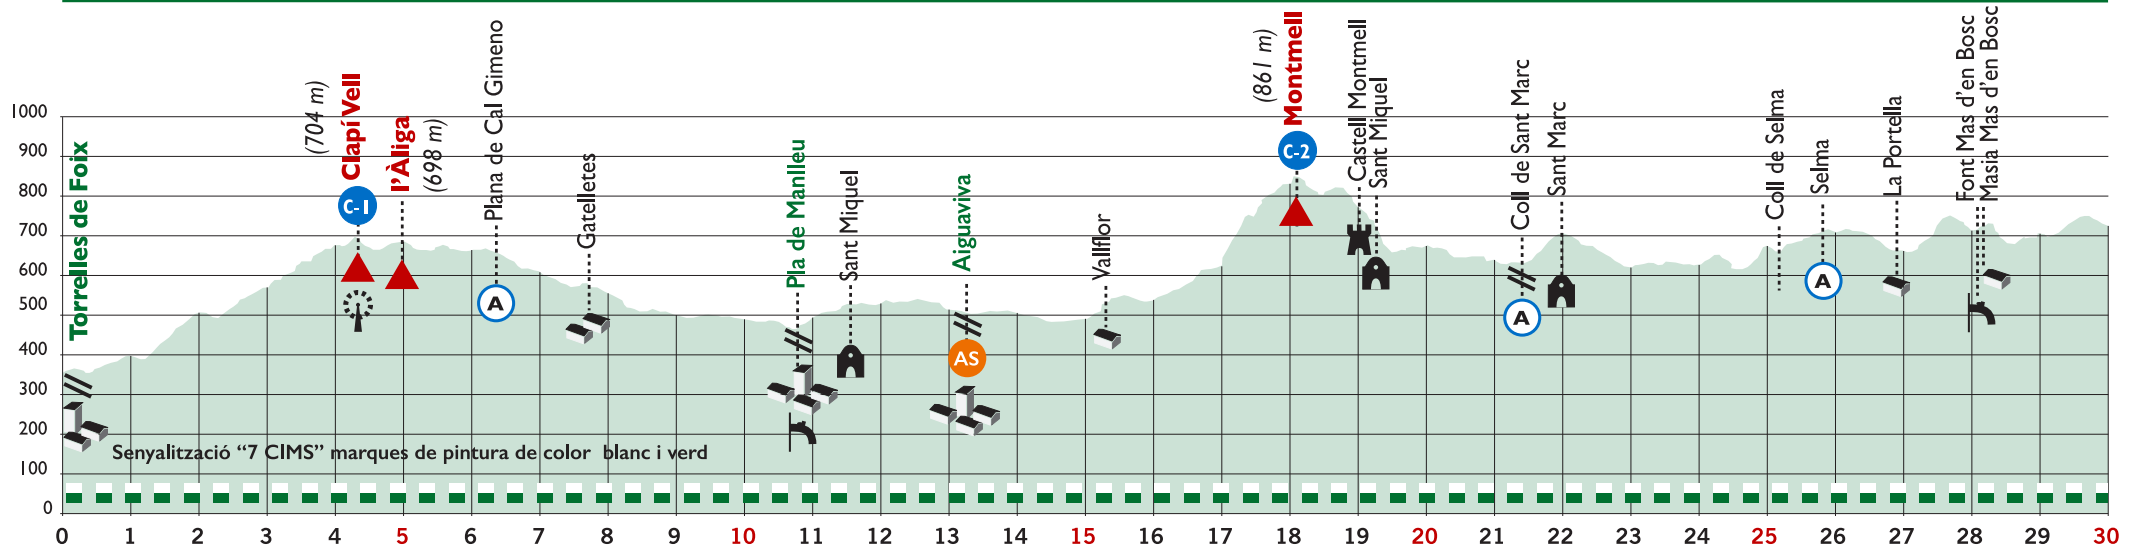 Torrelles de Foix
(704 m)
Clapí Vell
C-1
l'Àliga
(698 m)
Plana de Cal Gimeno
A
Gatelletes
Pla de Manlleu
Sant Miquel
Aiguaviva
AS
Vallflor
(861 m)
Montmell
C-2
Castell Montmell
Sant Miquel
Coll de Sant Marc
A
Sant Marc
Coll de Selma
Selma
A
La Portella
Font Mas d'en Bosc
Masia Mas d'en Bosc
1000
900
800
700
600
500
400
300
200
100
0
Senyalització “7 CIMS” marques de pintura de color blanc i verd
0 1 2 3 4 5 6 7 8 9 10 11 12 13 14 15 16 17 18 19 20 21 22 23 24 25 26 27 28 29 30